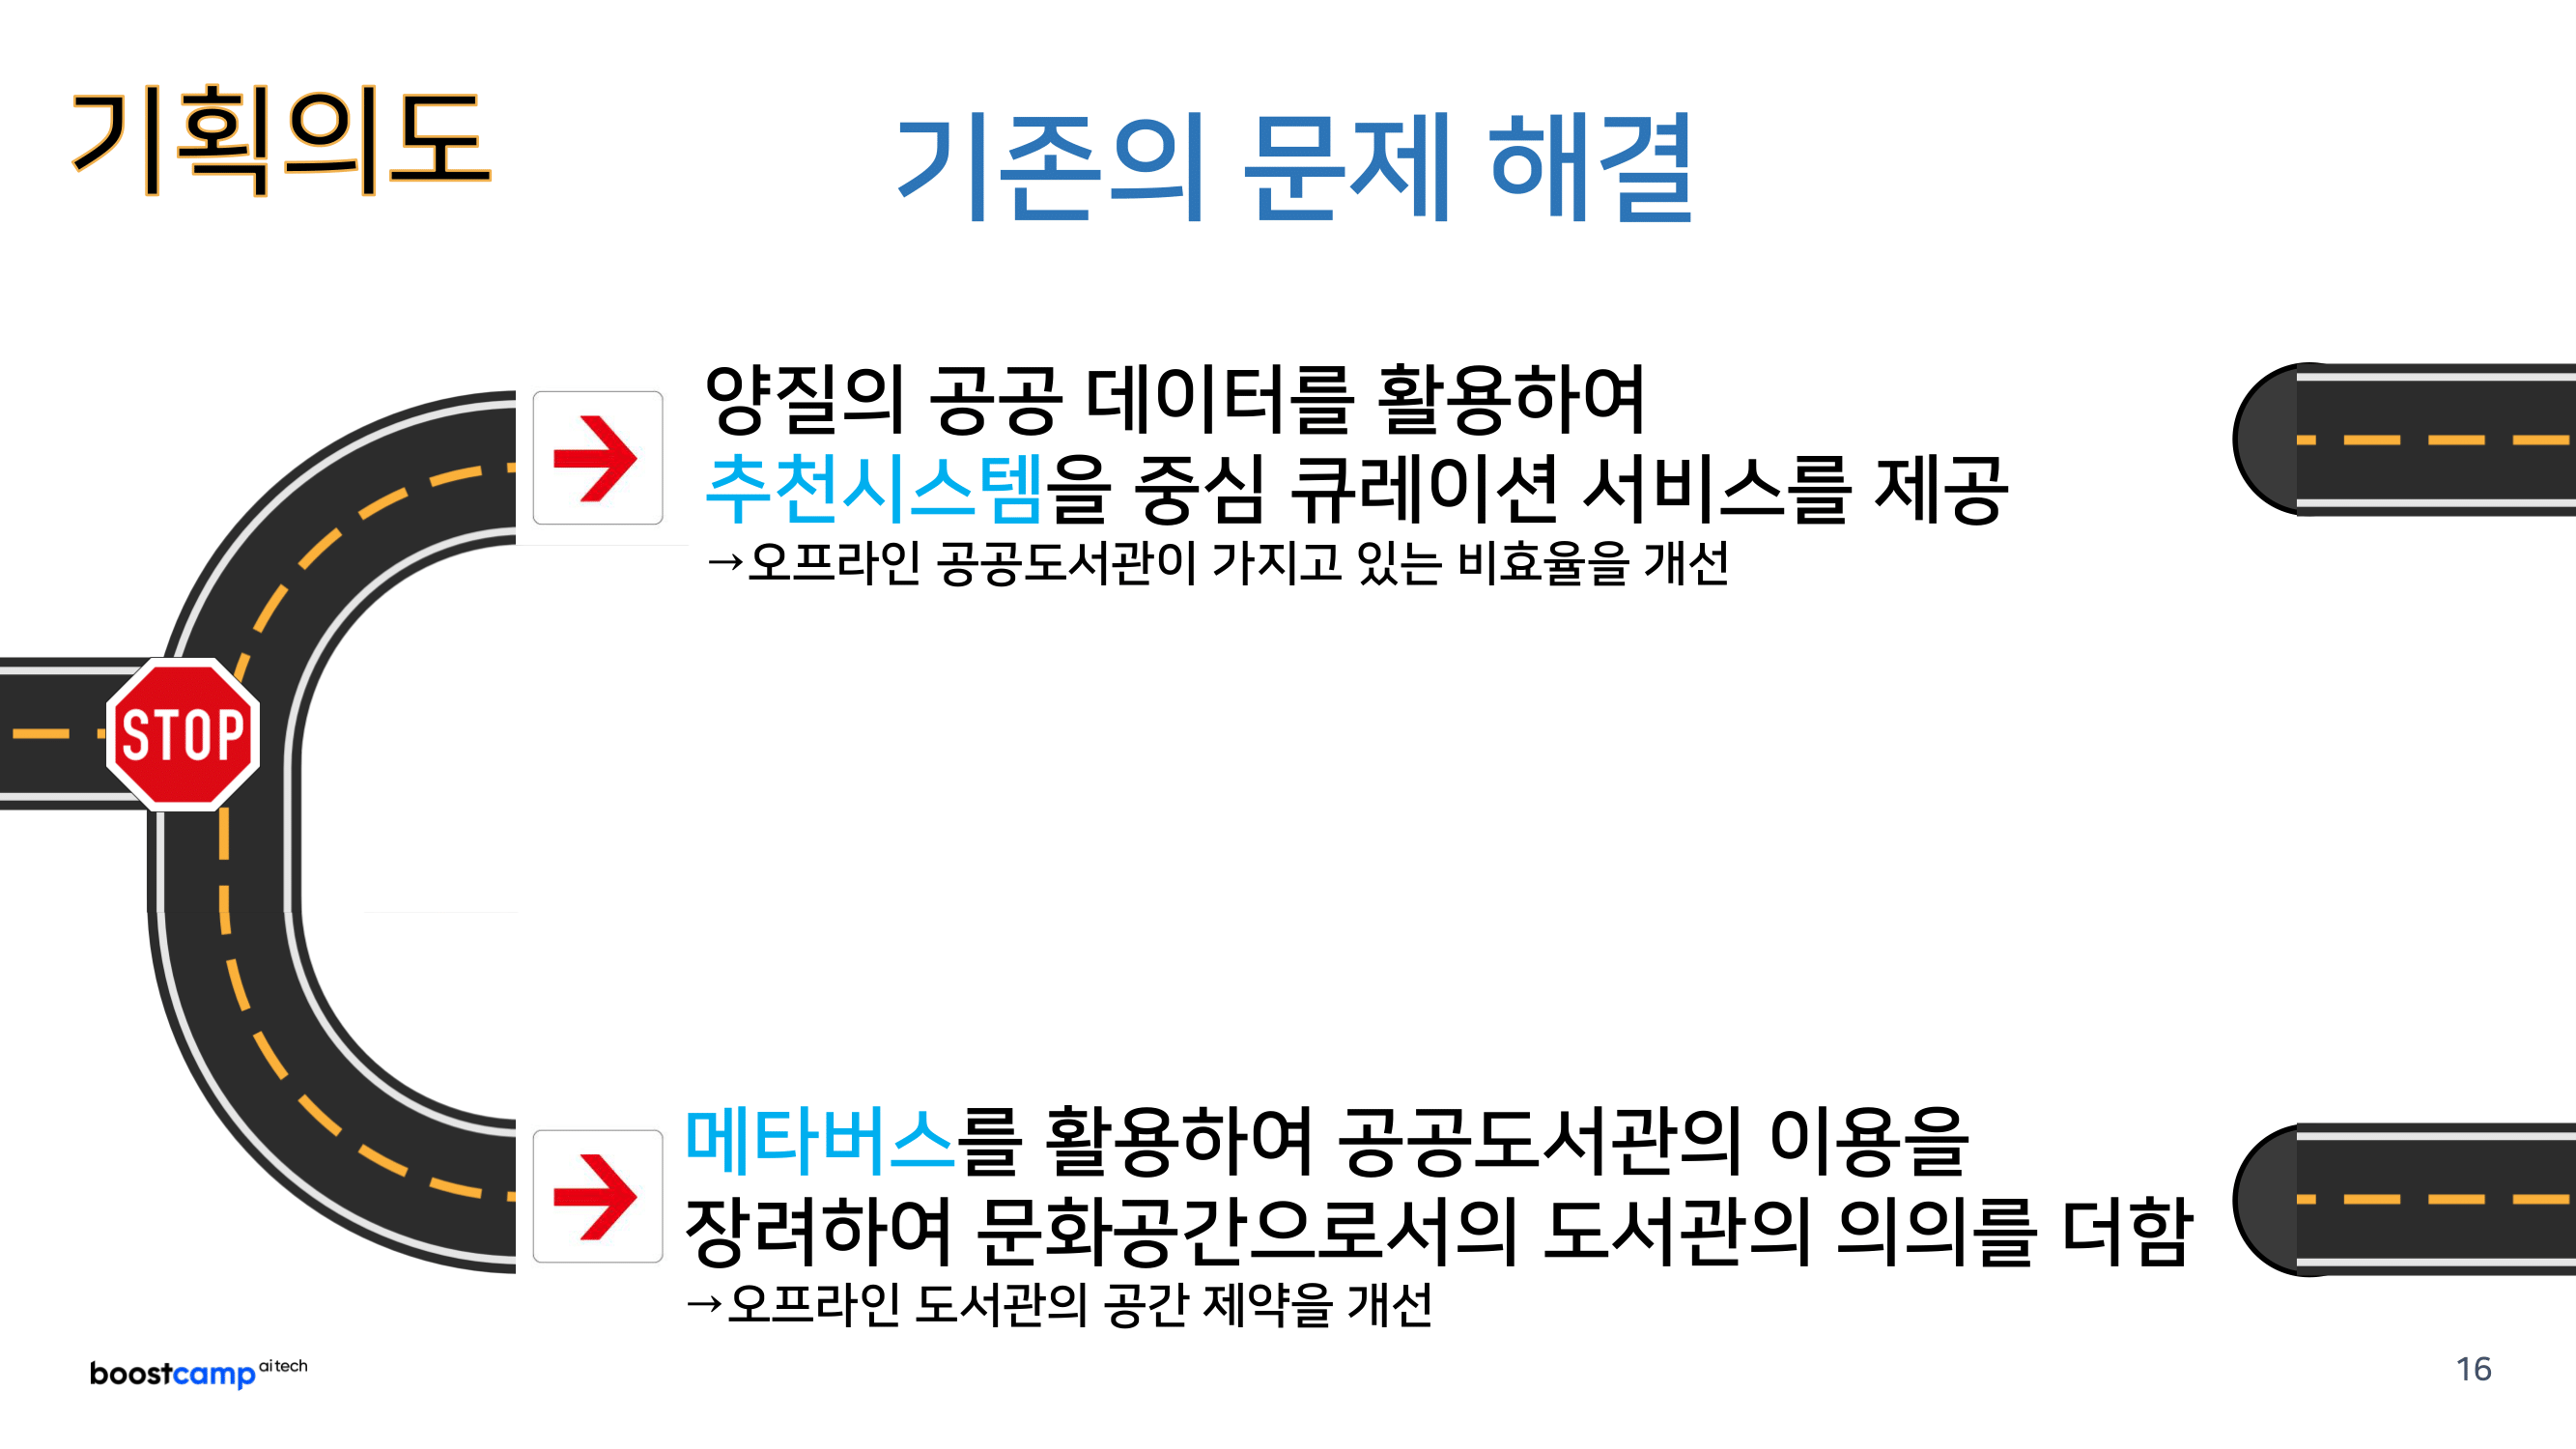 기획의도
기존의 문제 해결
양질의 공공 데이터를 활용하여
추천시스템을 중심 큐레이션 서비스를 제공
→오프라인 공공도서관이 가지고 있는 비효율을 개선
STOP
메타버스를 활용하여 공공도서관의 이용을
장려하여 문화공간으로서의 도서관의 의의를 더함
→오프라인 도서관의 공간 제약을 개선
boostcamp ai tech
16